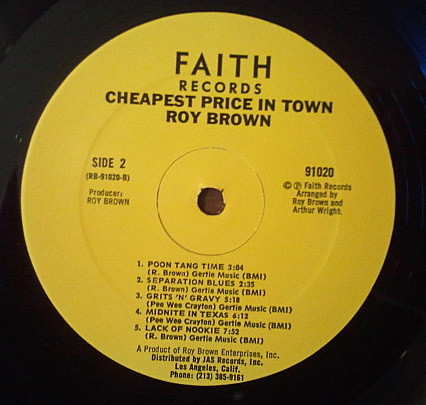 FAITH
RECORDS
CHEAPEST PRICE IN TOWN
ROY BROWN
SIDE 2
(RB-91020-B)
Producer:
ROY BROWN
91020
© ℗ Faith Records
Arranged by
Roy Brown and
Arthur Wright.
1. POON TANG TIME 3:04
(R. Brown) Gertie Music (BMI)
2. SEPARATION BLUES 2:35
(R. Brown) Gertie Music (BMI)
3. GRITS 'N' GRAVY 5:18
(Pee Wee Crayton) Gertie Music (BMI)
4. MIDNITE IN TEXAS 6:12
(Pee Wee Crayton) Gertie Music (BMI)
5. LACK OF NOOKIE 7:52
(R. Brown) Gertie Music (BMI)
A Product of Roy Brown Enterprises, Inc.
Distributed by JAS Records, Inc.
Los Angeles, Calif.
Phone: (213) 385-9161